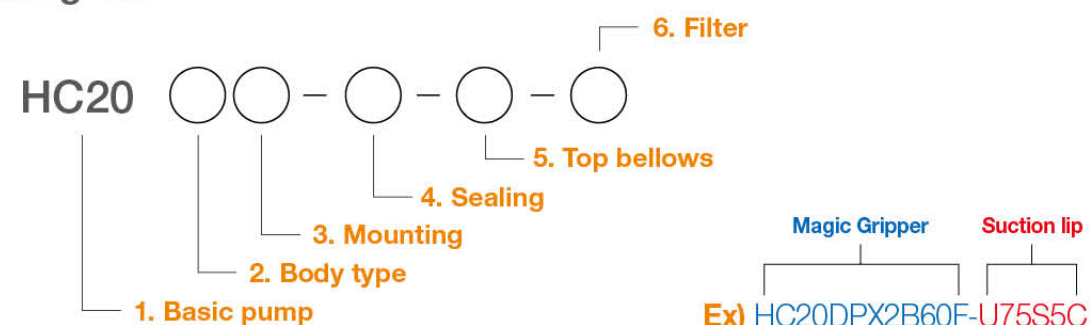 6. Filter
HC20 – – –
5. Top bellows
4. Sealing
3. Mounting
2. Body type
1. Basic pump
Magic Gripper Suction lip
Ex) HC20DPX2B60F-U75S5C